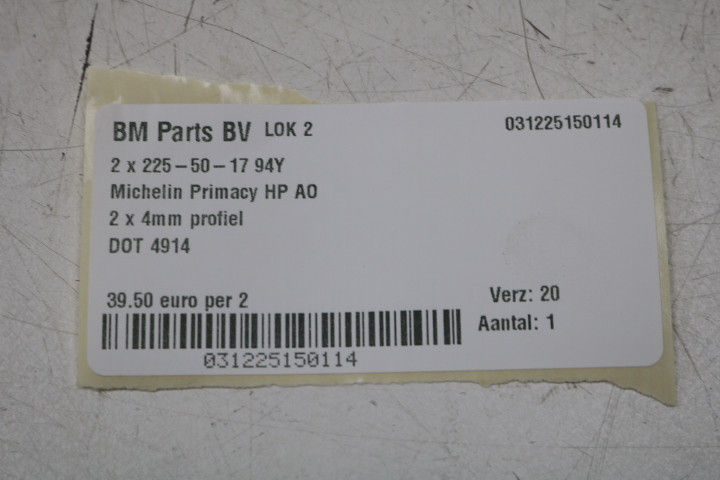 BM Parts BV LOK 2 031225150114
2 x 225-50-17 94Y
Michelin Primacy HP AO
2 x 4mm profiel
DOT 4914
39.50 euro per 2 Verz: 20
Aantal: 1
031225150114